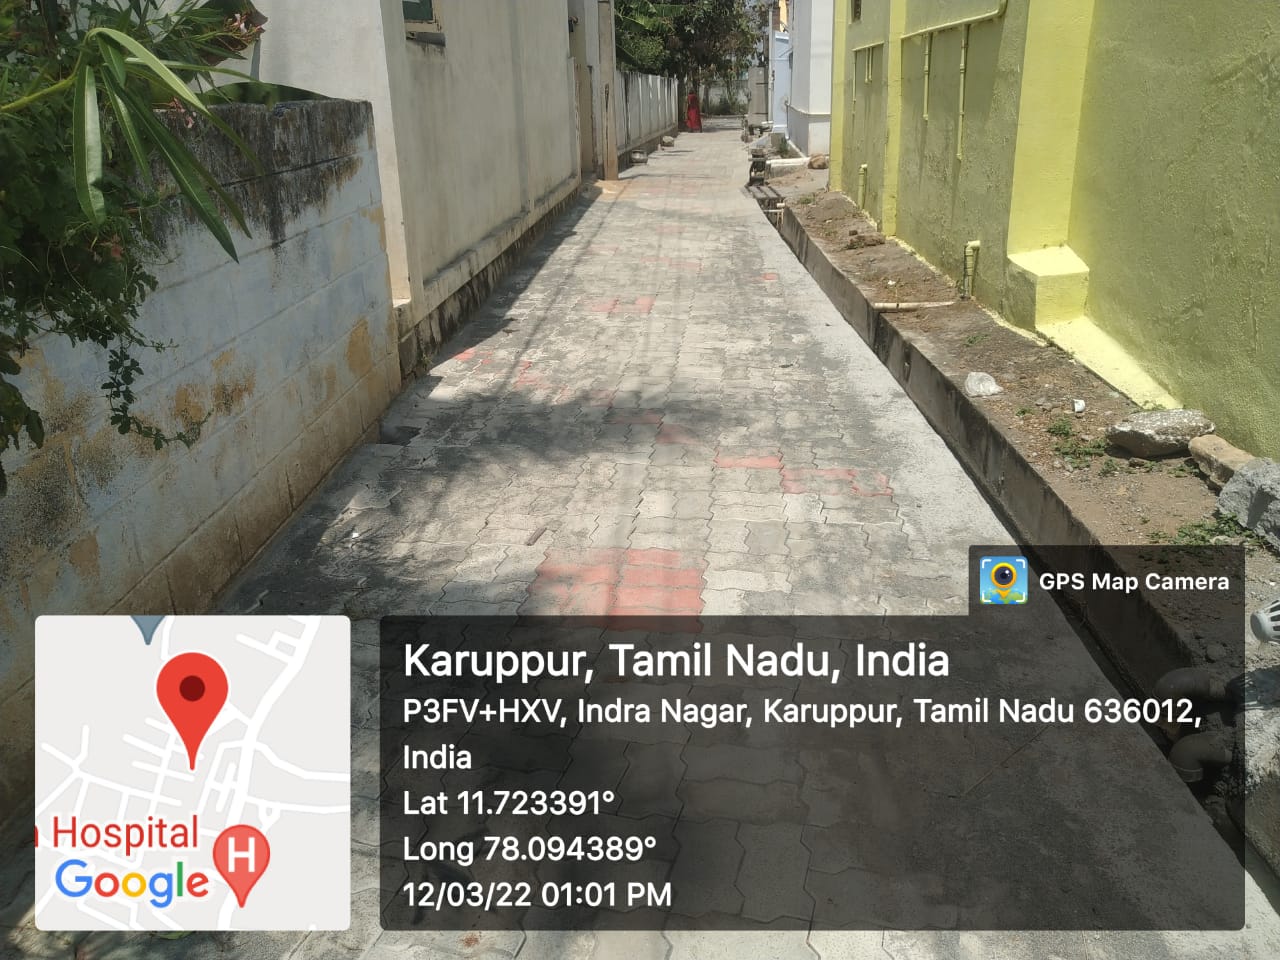 GPS Map Camera
Karuppur, Tamil Nadu, India
P3FV+HXV, Indra Nagar, Karuppur, Tamil Nadu 636012,
India
Lat 11.723391°
Long 78.094389°
12/03/22 01:01 PM
Hospital
H
Google